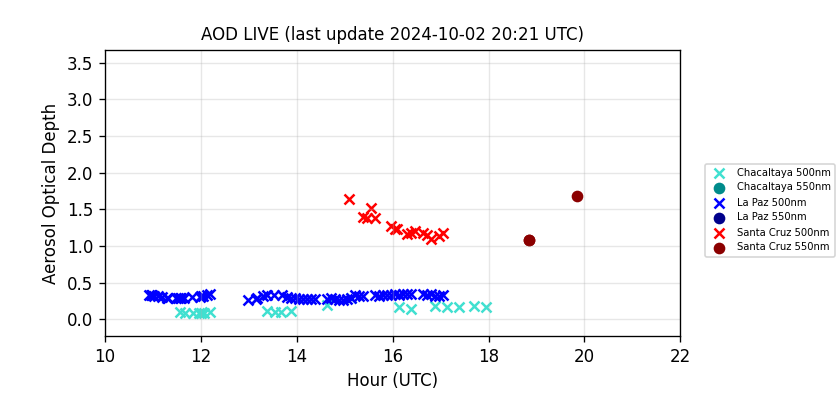 AOD LIVE (last update 2024-10-02 20:21 UTC)
Aerosol Optical Depth
3.5
3.0
2.5
2.0
1.5
1.0
0.5
0.0
10 12 14 16 18 20 22
Hour (UTC)
Chacaltaya 500nm
Chacaltaya 550nm
La Paz 500nm
La Paz 550nm
Santa Cruz 500nm
Santa Cruz 550nm